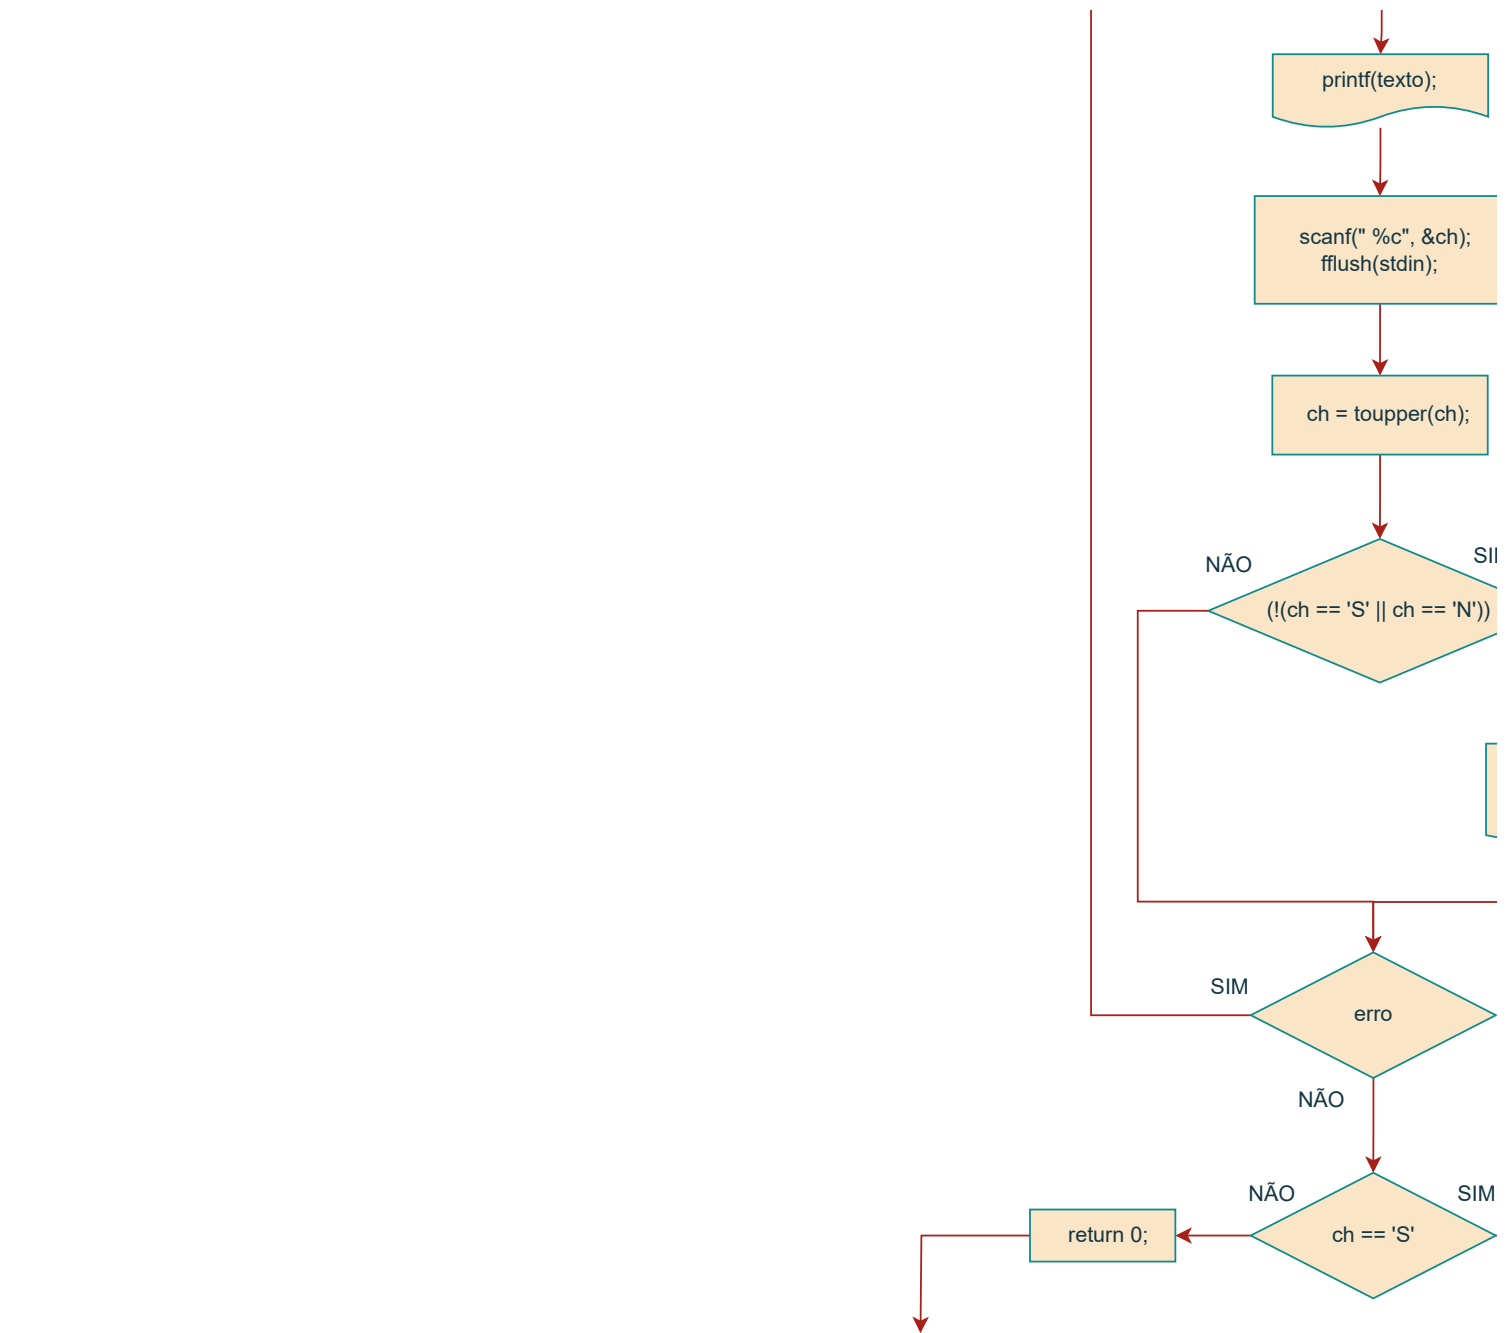 printf(texto);
scanf(" %c", &ch);
fflush(stdin);
ch = toupper(ch);
NÃO
(!(ch == 'S' || ch == 'N'))
SIM
erro
NÃO
NÃO
SIM
return 0;
ch == 'S'